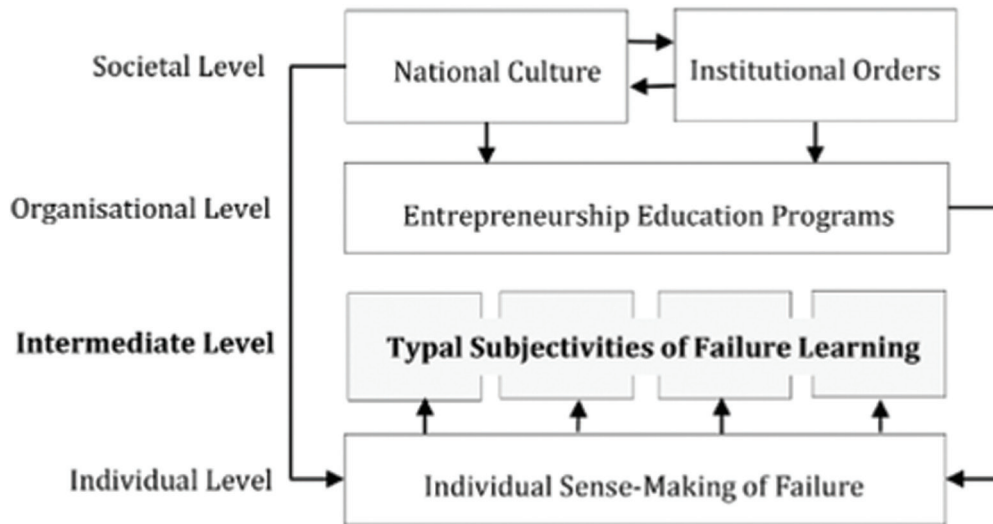 Societal Level
National Culture
Institutional Orders
Organisational Level
Entrepreneurship Education Programs
Intermediate Level
Typal Subjectivities of Failure Learning
Individual Level
Individual Sense-Making of Failure